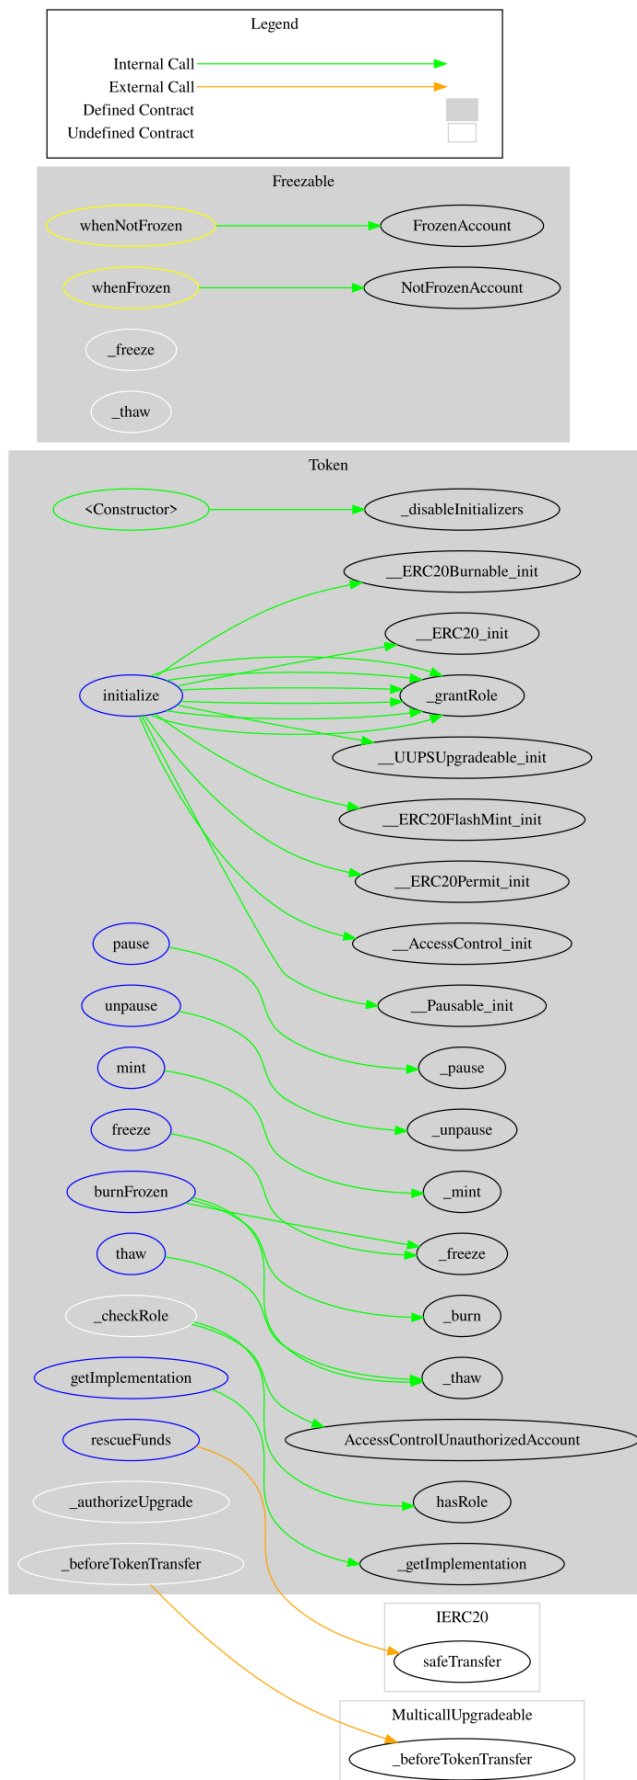 Legend
Internal Call
External Call
Defined Contract
Undefined Contract
Freezable
whenNotFrozen
FrozenAccount
whenFrozen
NotFrozenAccount
_freeze
_thaw
Token
<Constructor>
_disableInitializers
__ERC20Burnable_init
__ERC20_init
initialize
_grantRole
__UUPSUpgradeable_init
__ERC20FlashMint_init
__ERC20Permit_init
pause
__AccessControl_init
unpause
__Pausable_init
mint
_pause
freeze
_unpause
burnFrozen
_mint
thaw
_freeze
_checkRole
_burn
getImplementation
_thaw
rescueFunds
AccessControlUnauthorizedAccount
_authorizeUpgrade
hasRole
_beforeTokenTransfer
_getImplementation
IERC20
safeTransfer
MulticallUpgradeable
_beforeTokenTransfer